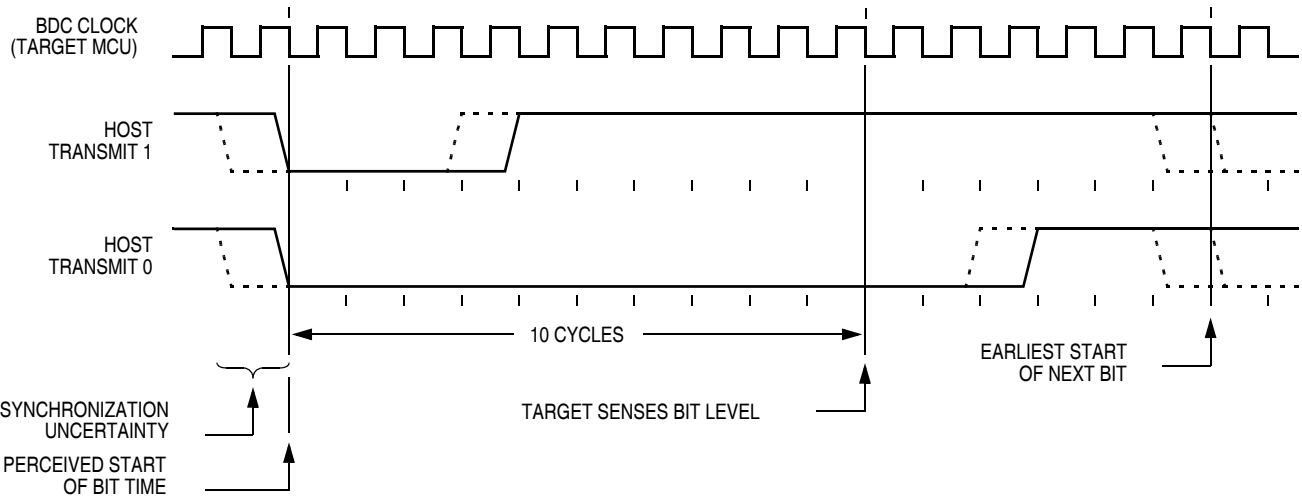 BDC CLOCK
(TARGET MCU)
HOST
TRANSMIT 1
HOST
TRANSMIT 0
10 CYCLES
EARLIEST START
OF NEXT BIT
SYNCHRONIZATION
UNCERTAINTY
TARGET SENSES BIT LEVEL
PERCEIVED START
OF BIT TIME